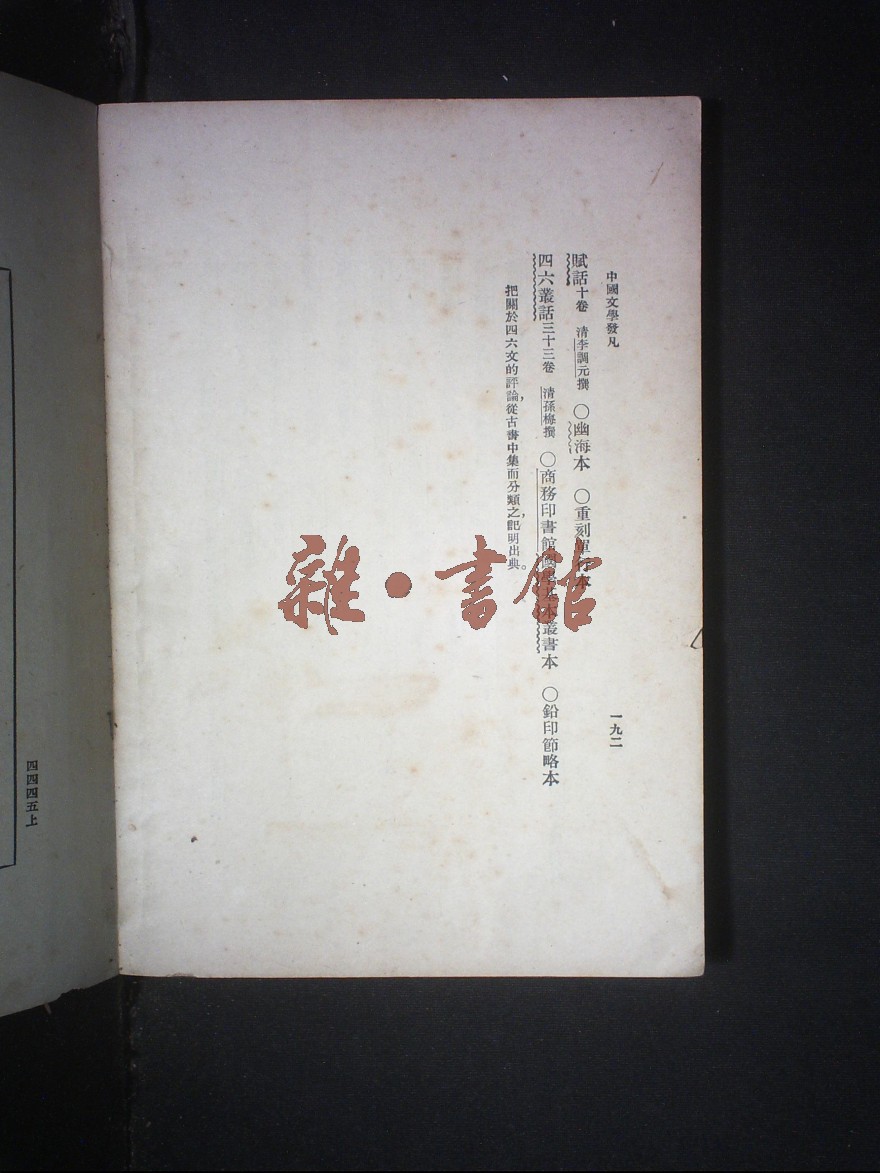 中國文學發凡
一九二
賦話十卷 清李調元撰 ○幽海本 ○重刻單行本
四六叢話三十三卷 清孫梅撰 ○商務印書館國學基本叢書本 ○鉛印節略本
把關於四六文的評論，從古書中集而分類之，記明出典。
雜·書館
四四四五上